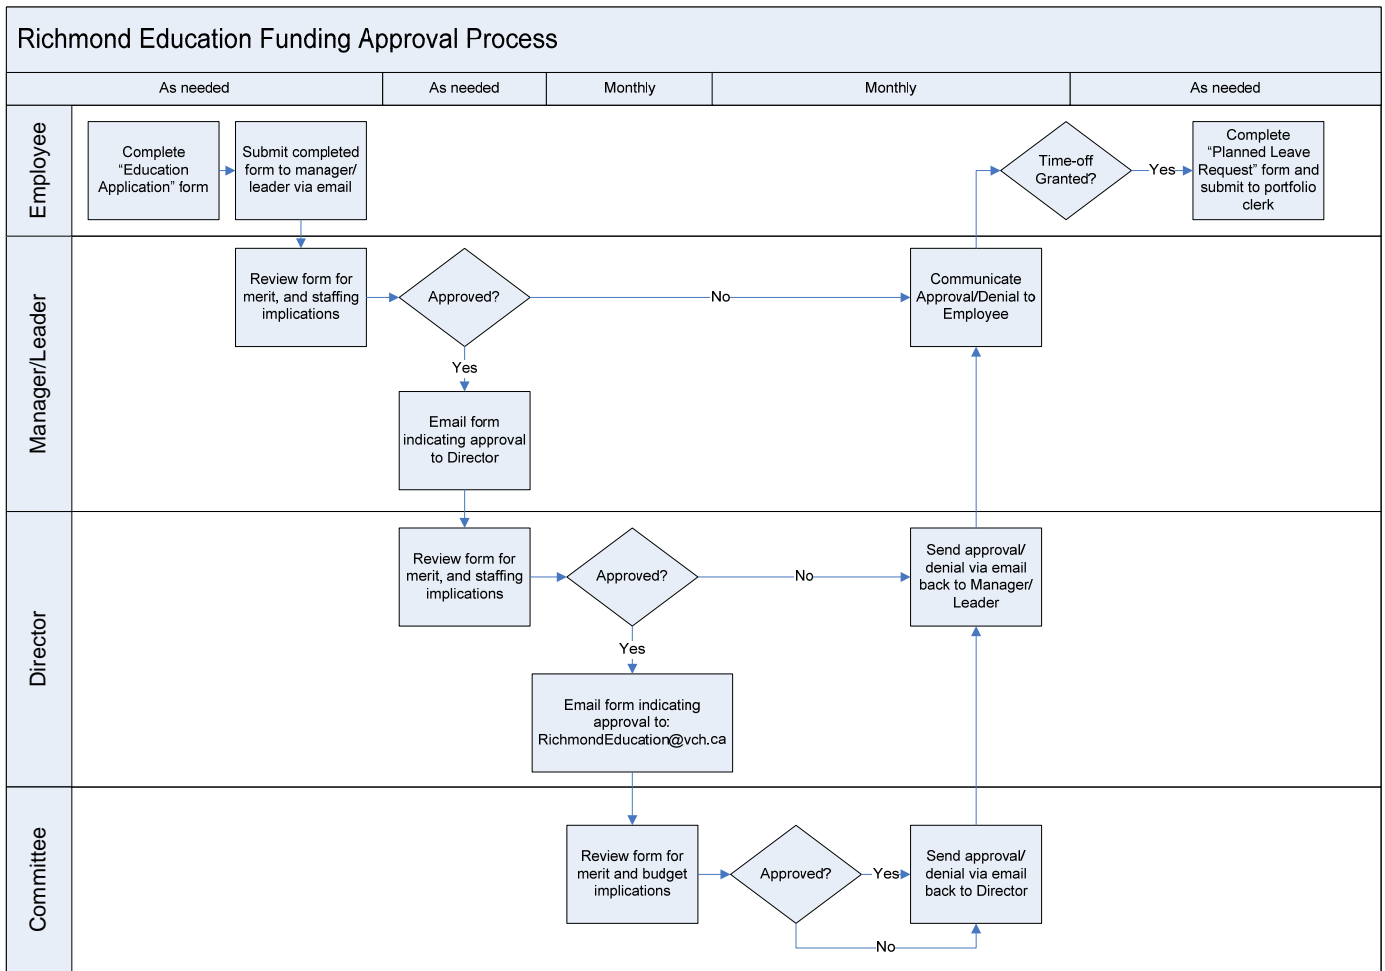 Richmond Education Funding Approval Process
As needed
As needed
Monthly
Monthly
As needed
Employee
Complete
“Education
Application” form
Submit completed
form to manager/
leader via email
Time-off
Granted?
Yes
Complete
“Planned Leave
Request” form and
submit to portfolio
clerk
Manager/Leader
Review form for
merit, and staffing
implications
Approved?
No
Communicate
Approval/Denial to
Employee
Yes
Email form
indicating approval
to Director
Director
Review form for
merit, and staffing
implications
Approved?
No
Send approval/
denial via email
back to Manager/
Leader
Yes
Email form indicating
approval to:
RichmondEducation@vch.ca
Committee
Review form for
merit and budget
implications
Approved?
Yes
Send approval/
denial via email
back to Director
No